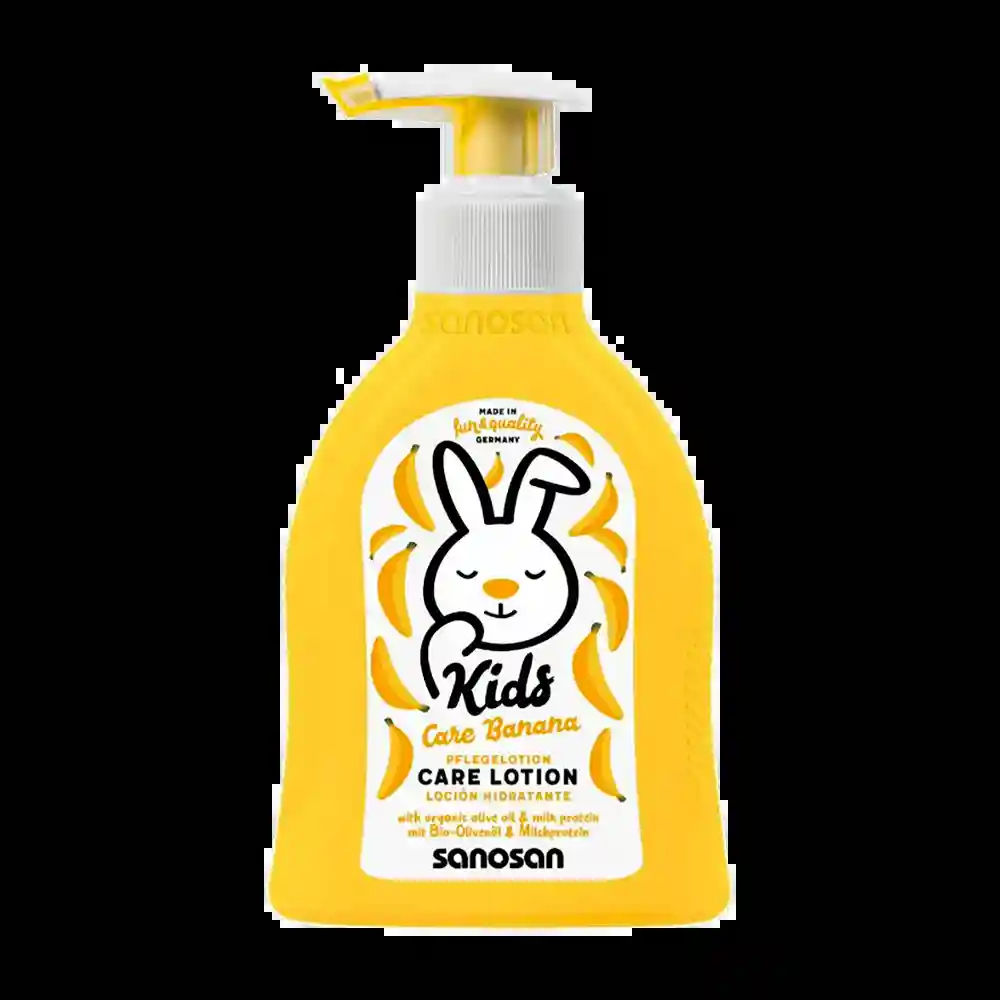 sanosan
MADE IN
fun & quality
GERMANY
Kids
Care Banana
PFLEGELOTION
CARE LOTION
LOCIÓN HIDRATANTE
with organic olive oil & milk protein
mit Bio-Olivenöl & Milchprotein
sanosan